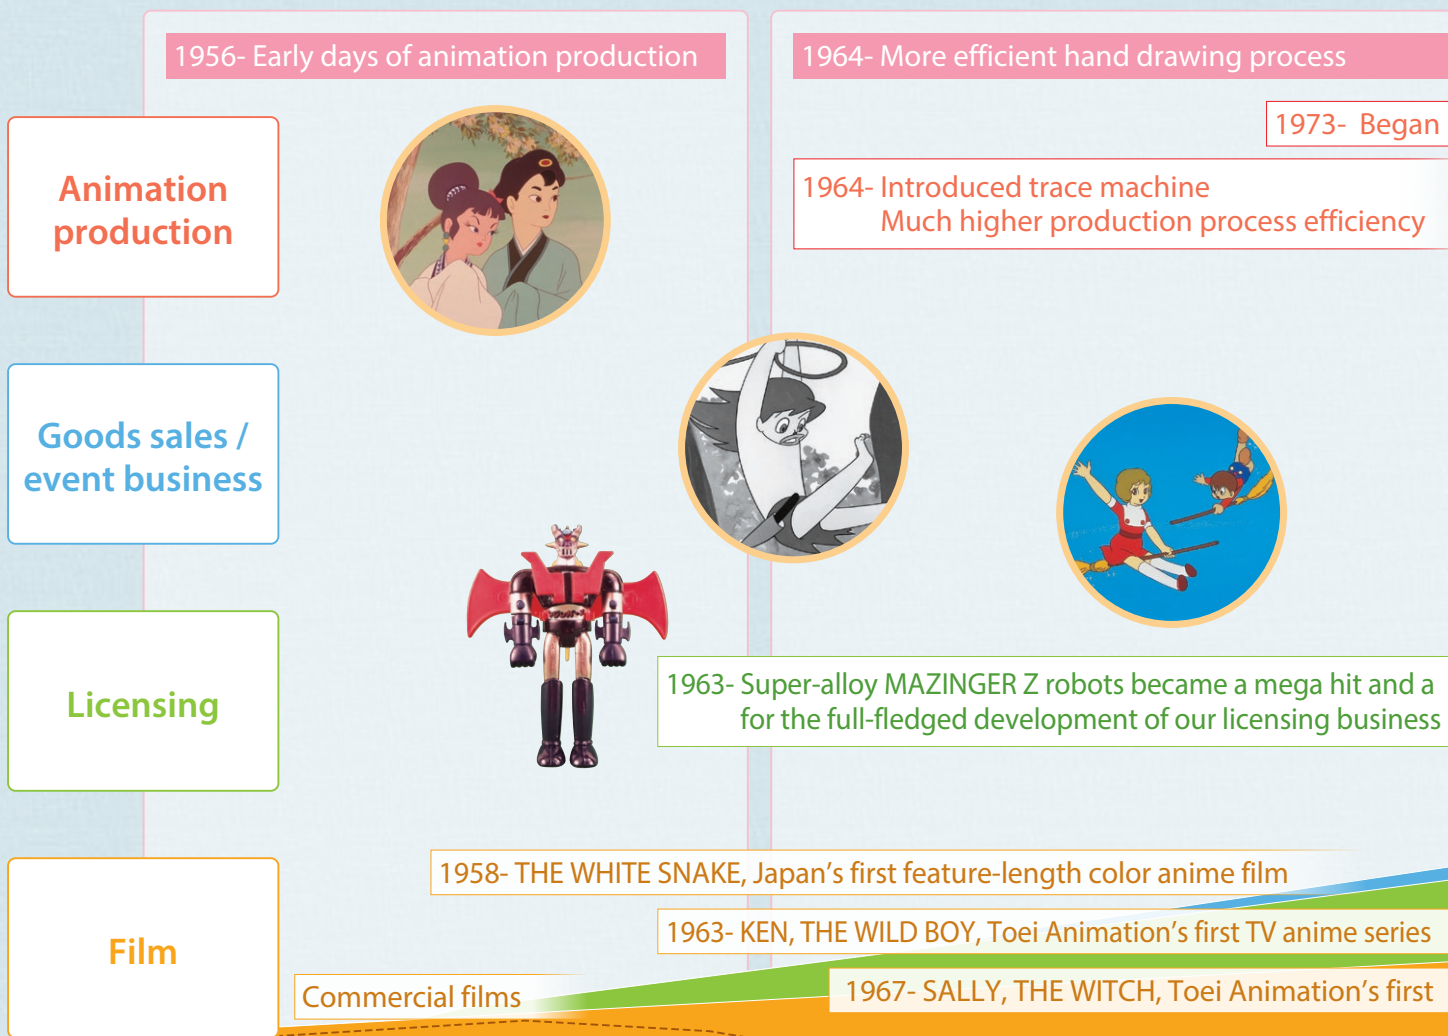 1956- Early days of animation production
1964- More efficient hand drawing process
1973- Began
Animation
production
1964- Introduced trace machine
Much higher production process efficiency
Goods sales /
event business
Licensing
1963- Super-alloy MAZINGER Z robots became a mega hit and a
for the full-fledged development of our licensing business
Film
1958- THE WHITE SNAKE, Japan's first feature-length color anime film
1963- KEN, THE WILD BOY, Toei Animation's first TV anime series
Commercial films
1967- SALLY, THE WITCH, Toei Animation's first